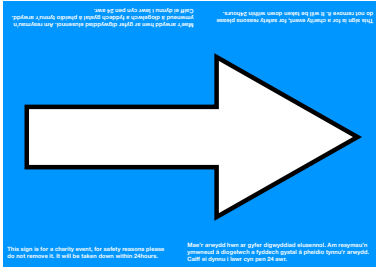 Mae'r arwydd hwn ar gyfer digwyddiad elusennol. Am resymau'n
ymwneud â diogelwch a fyddech gystal â pheidio tynnu'r arwydd.
Caiff ei dynnu i lawr cyn pen 24 awr.
This sign is for a charity event, for safety reasons please
do not remove it. It will be taken down within 24hours.
This sign is for a charity event, for safety reasons please
do not remove it. It will be taken down within 24hours.
Mae'r arwydd hwn ar gyfer digwyddiad elusennol. Am resymau'n
ymwneud â diogelwch a fyddech gystal â pheidio tynnu'r arwydd.
Caiff ei dynnu i lawr cyn pen 24 awr.